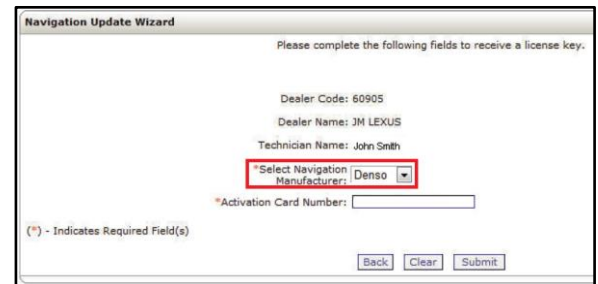 Navigation Update Wizard
Please complete the following fields to receive a license key.
Dealer Code: 60905
Dealer Name: JM LEXUS
Technician Name: John Smith
*Select Navigation
Manufacturer: Denso
*Activation Card Number:
(*) - Indicates Required Field(s)
Back Clear Submit